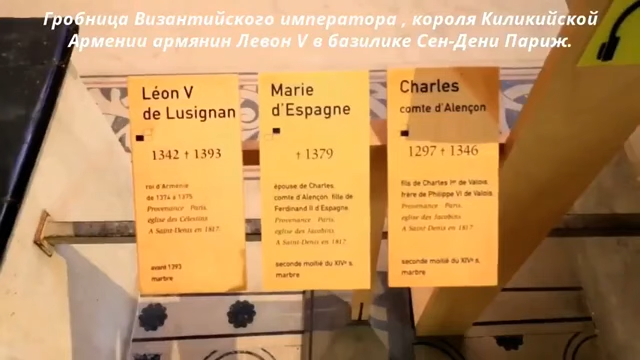 Гробница Византийского императора , короля Киликийской
Армении армянин Левон V в базилике Сен-Дени Париж.
Léon V
de Lusignan
1342 † 1393
roi d'Arménie
de 1374 à 1375
Provenance Paris,
église des Célestins
A Saint-Denis en 1817
avant 1393
marbre
Marie
d'Espagne
† 1379
épouse de Charles,
comte d'Alençon, fille de
Ferdinand II d'Espagne
Provenance Paris,
église des Jacobins
A Saint-Denis en 1817
seconde moitié du XIVe s,
marbre
Charles
comte d'Alençon
1297 † 1346
fils de Charles Ier de Valois,
frère de Philippe VI de Valois
Provenance Paris,
église des Jacobins
A Saint-Denis en 1817
seconde moitié du XIVe s,
marbre